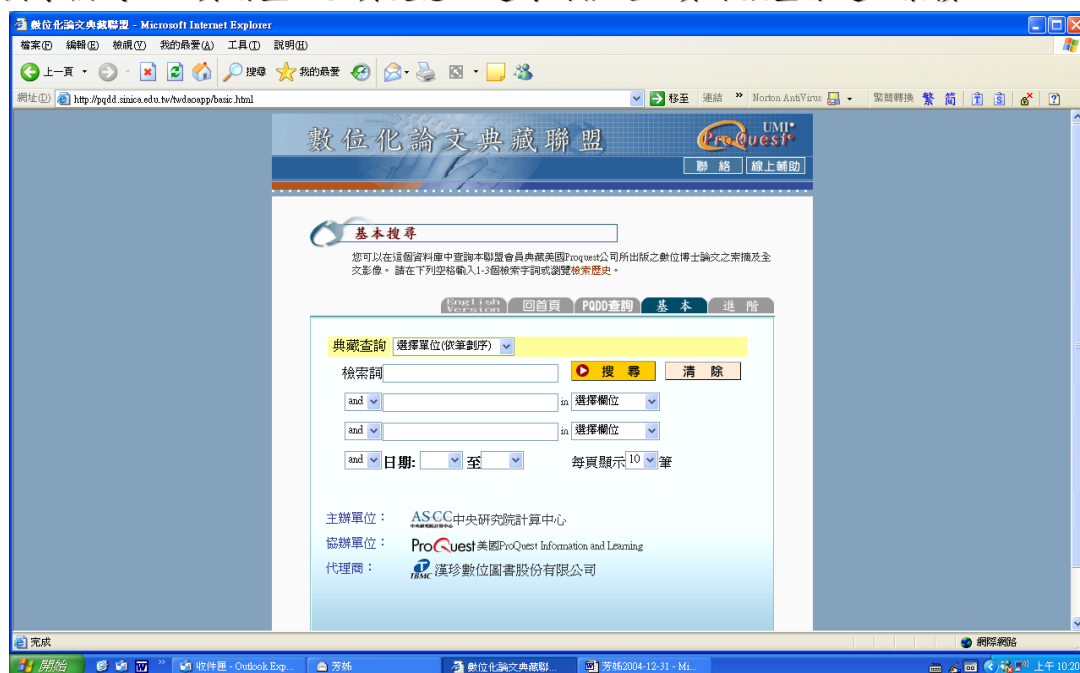 數位化論文典藏聯盟 - Microsoft Internet Explorer
檔案(F) 編輯(E) 檢視(V) 我的最愛(A) 工具(T) 說明(H)
上一頁 搜尋 我的最愛
網址(D) http://pqdd.sinica.edu.tw/twdaoapp/basic.html 移至 連結 » Norton AntiVirus 緊簡轉換 繁 簡
數位化論文典藏聯盟
UMI
ProQuest
聯 絡 線上輔助
基本搜尋
您可以在這個資料庫中查詢本聯盟會員典藏美國Proquest公司所出版之數位博士論文之索摘及全
文影像。 請在下列空格輸入1-3個檢索字詞或瀏覽檢索歷史。
English Version 回首頁 PQDD查詢 基 本 進 階
典藏查詢 選擇單位(依筆劃序)
檢索詞 搜 尋 清 除
and in 選擇欄位
and in 選擇欄位
and 日期: 至 每頁顯示 10 筆
主辦單位： ASCC 中央研究院計算中心
協辦單位： ProQuest 美國ProQuest Information and Learning
代理商： TBMC 漢珍數位圖書股份有限公司
完成 網際網路
開始 收件匣 - Outlook Exp... 芳姊 數位化論文典藏聯... 芳姊2004-12-31 - Mi... 上午 10:20